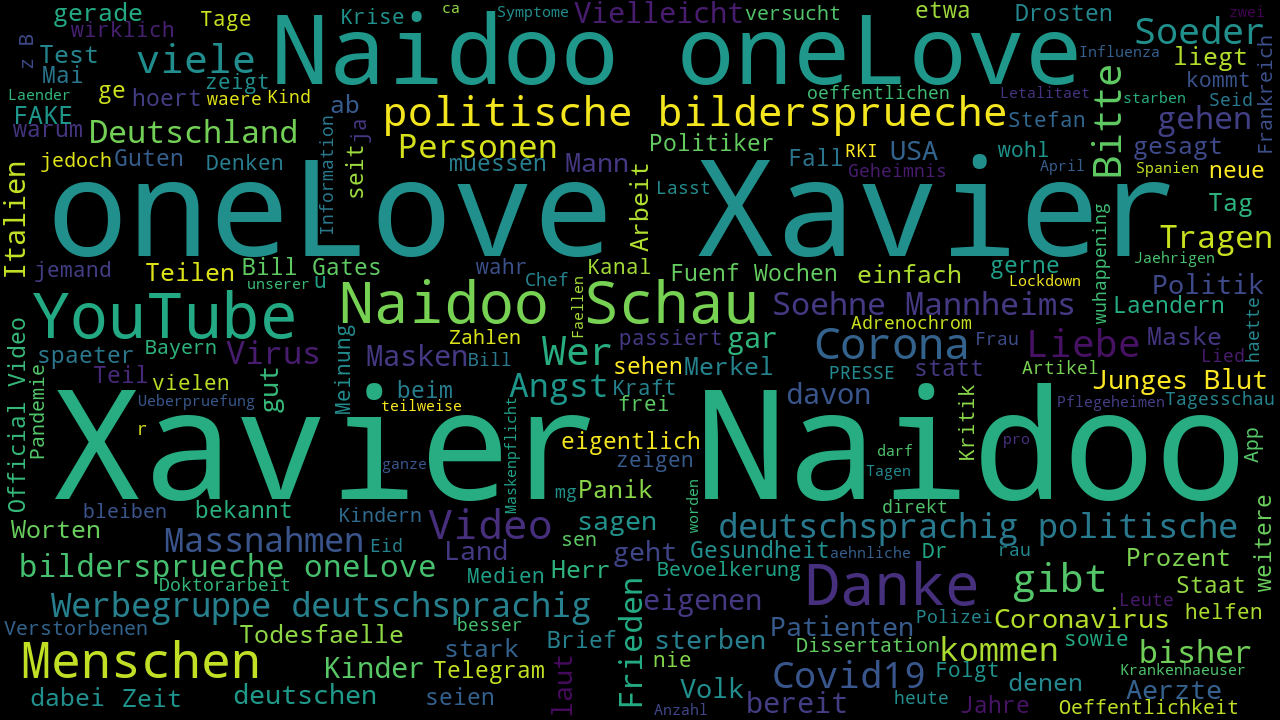 gerade
wirklich
Tage
Krise
ca
Symptome
Vielleicht
versucht
etwa
Drosten
zwei
Soeder
z B
Test
Mai
viele
zeigt
Naidoo oneLove
Influenza
liegt
Laender
ge
hoert
waere
Kind
ab
oeffentlichen
Letalitaet
kommt
starben
Seid
Frankreich
FAKE
warum
Deutschland
Information
ja
politische bildersprueche
Stefan
Bitte
gehen
Personen
Politiker
gesagt
jedoch
Guten
Denken
seit
muessen
Mann
Fall
RKI
USA
wohl
April
Geheimnis
Spanien
neue
Italien
oneLove Xavier
Arbeit
Lasst
Tag
wuhappening
Tragen
jemand
Teilen
Bill Gates
unserer
u
wahr
Chef
Kanal
Fuenf Wochen
einfach
gerne
Lockdown
Jaehrigen
Politik
YouTube
Naidoo Schau
Faellen
Soehne Mannheims
Laendern
Official Video
spaeter
Bayern
Virus
Meinung
Masken
Zahlen
Bill
Wer
passiert
gar
Adrenochrom
Corona
Frau
Liebe
Maske
Lied
haette
Pandemie
Teil
vielen
gut
beim
Angst
Kraft
sehen
Merkel
PRESSE
statt
Artikel
Junges Blut
Ueberpruefung
teilweise
frei
davon
Pflegeheimen
Tagesschau
r
Xavier Naidoo
Maskenpflicht
eigentlich
zeigen
Kritik
darf
pro
App
ganze
Tagen
mg
Panik
worden
direkt
bleiben
bekannt
Kindern
Video
sagen
deutschsprachig politische
weitere
Worten
Massnahmen
Eid
Land
sen
geht
Gesundheit
aehnliche
Dr
rau
Prozent
bildersprueche oneLove
Doktorarbeit
Medien
Herr
Bevoelkerung
Danke
gibt
Staat
Werbegruppe deutschsprachig
Frieden
eigenen
Leute
helfen
Verstorbenen
Todesfaelle
besser
stark
Brief
sterben
Patienten
Polizei
Coronavirus
sowie
Menschen
Kinder
Telegram
laut
nie
Dissertation
kommen
bisher
Krankenhaeuser
Covid19
Folgt
denen
Aerzte
dabei
Zeit
deutschen
seien
Volk
Anzahl
bereit
heute
Jahre
Oeffentlichkeit